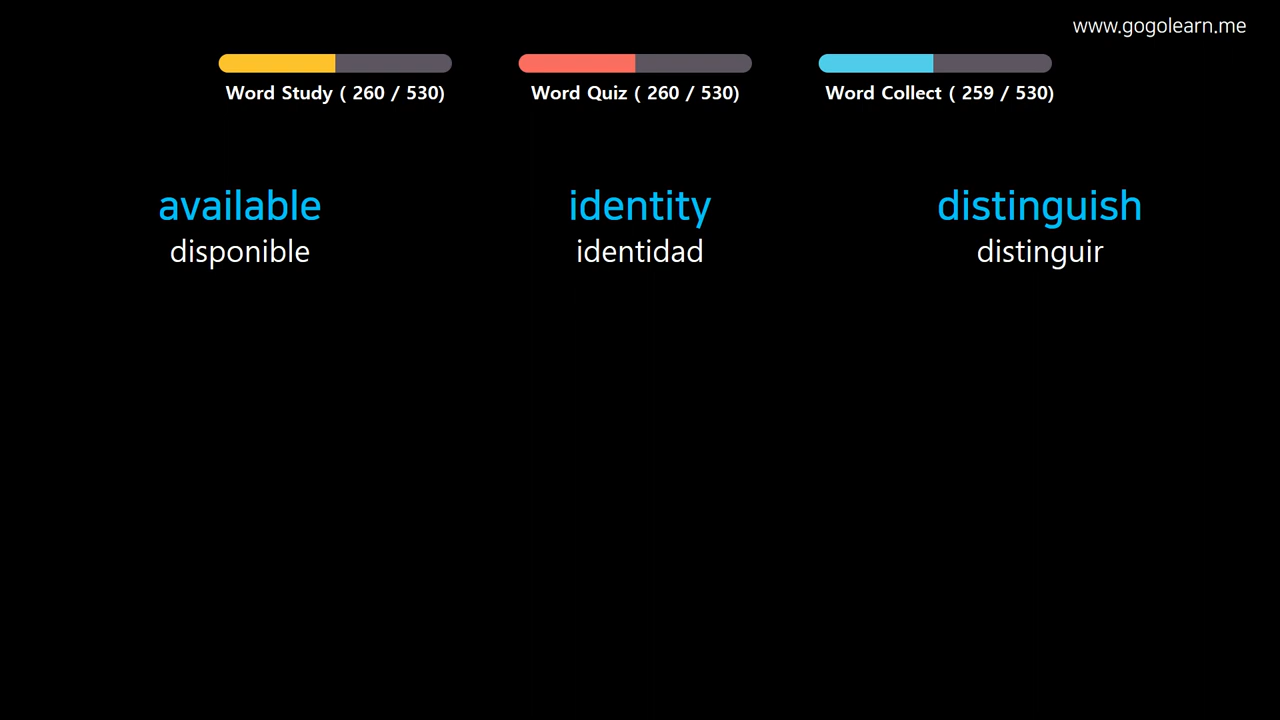 www.gogolearn.me
Word Study ( 260 / 530)
Word Quiz ( 260 / 530)
Word Collect ( 259 / 530)
available
identity
distinguish
disponible
identidad
distinguir